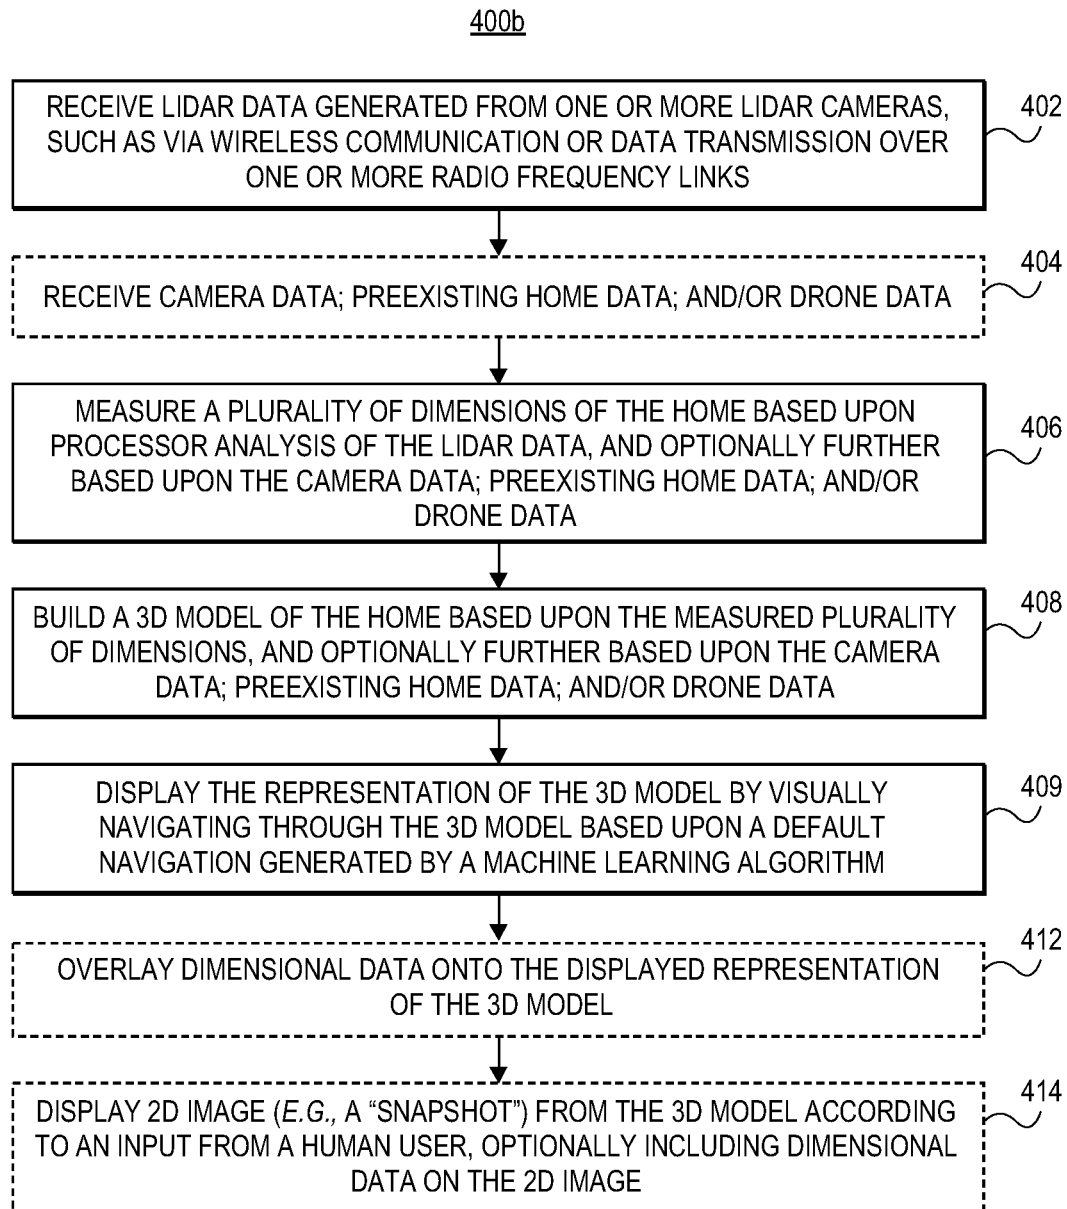 400b
RECEIVE LIDAR DATA GENERATED FROM ONE OR MORE LIDAR CAMERAS,
SUCH AS VIA WIRELESS COMMUNICATION OR DATA TRANSMISSION OVER
ONE OR MORE RADIO FREQUENCY LINKS
402
RECEIVE CAMERA DATA; PREEXISTING HOME DATA; AND/OR DRONE DATA
404
MEASURE A PLURALITY OF DIMENSIONS OF THE HOME BASED UPON
PROCESSOR ANALYSIS OF THE LIDAR DATA, AND OPTIONALLY FURTHER
BASED UPON THE CAMERA DATA; PREEXISTING HOME DATA; AND/OR
DRONE DATA
406
BUILD A 3D MODEL OF THE HOME BASED UPON THE MEASURED PLURALITY
OF DIMENSIONS, AND OPTIONALLY FURTHER BASED UPON THE CAMERA
DATA; PREEXISTING HOME DATA; AND/OR DRONE DATA
408
DISPLAY THE REPRESENTATION OF THE 3D MODEL BY VISUALLY
NAVIGATING THROUGH THE 3D MODEL BASED UPON A DEFAULT
NAVIGATION GENERATED BY A MACHINE LEARNING ALGORITHM
409
OVERLAY DIMENSIONAL DATA ONTO THE DISPLAYED REPRESENTATION
OF THE 3D MODEL
412
DISPLAY 2D IMAGE (E.G., A “SNAPSHOT”) FROM THE 3D MODEL ACCORDING
TO AN INPUT FROM A HUMAN USER, OPTIONALLY INCLUDING DIMENSIONAL
DATA ON THE 2D IMAGE
414